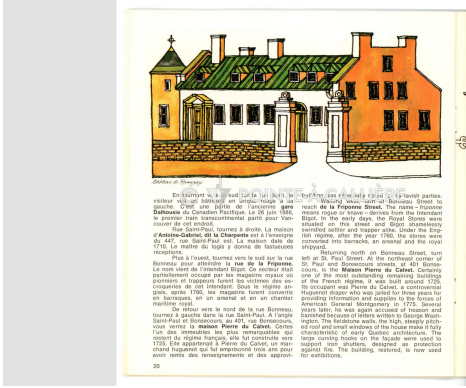 Château de Ramezay
POINTE-À-CALLIÈRE
En tournant vers
visiteur voit
gauche. C'est une partie de l'ancienne gare
Dalhousie du Canadien Pacifique. Le 28 juin 1886,
le premier train transcontinental partit pour Van-
couver de cet endroit.
Rue Saint-Paul, tournez à droite. La maison
d'Antoine-Gabriel, dit la Charpente est à l'enseigne
du 447, rue Saint-Paul est. La maison date de
1710. Le maître du logis y donna de fastueuses
réceptions.
Plus à l'ouest, tournez vers le sud sur la rue
Bonneau pour atteindre la rue de la Friponne.
Le nom vient de l'intendant Bigot. Ce secteur était
partiellement occupé par les magasins royaux où
pionniers et trappeurs furent les victimes des es-
croqueries de cet intendant. Sous le régime an-
glais, après 1760, les magasins furent convertis
en barraques, en un arsenal et en un chantier
maritime royal.
De retour vers le nord de la rue Bonneau,
tournez à gauche dans la rue Saint-Paul. A l'angle
Saint-Paul et Bonsecours, au 401, rue Bonsecours,
vous verrez la maison Pierre du Calvet. Certes
l'un des immeubles les plus remarquables qui
restent du régime français, elle fut construite vers
1725. Elle appartenait à Pierre du Calvet, un mar-
chand huguenot qui fut emprisonné trois ans pour
avoir remis des renseignements et des approvi-
20
lavish parties.
Bonneau Street to
reach de la Friponne Street. The name – friponne
means rogue or knave – derives from the Intendant
Bigot. In the early days, the Royal Stores were
situated on this street and Bigot shamelessly
swindled settler and trapper alike. Under the Eng-
lish régime, after the year 1760, the stores were
converted into barracks, an arsenal and the royal
shipyard.
Returning north on Bonneau Street, turn
left at St. Paul Street. At the northeast corner of
St. Paul and Bonsecours streets, at 401 Bonse-
cours, is the Maison Pierre du Calvet. Certainly
one of the most outstanding remaining buildings
of the French régime, it was built around 1725.
Its occupant was Pierre du Calvet, a controversial
Huguenot draper who was jailed for three years for
providing information and supplies to the forces of
American General Montgomery in 1775. Several
years later, he was again accused of treason and
banished because of letters written to George Wash-
ington. The fieldstone walls, the high, steeply pitch-
ed roof and small windows of the house make it fully
characteristic of early Quebec architecture. The
large curving hooks on the façade were used to
support iron shutters, designed as protection
against fire. The building, restored, is now used
for exhibitions.